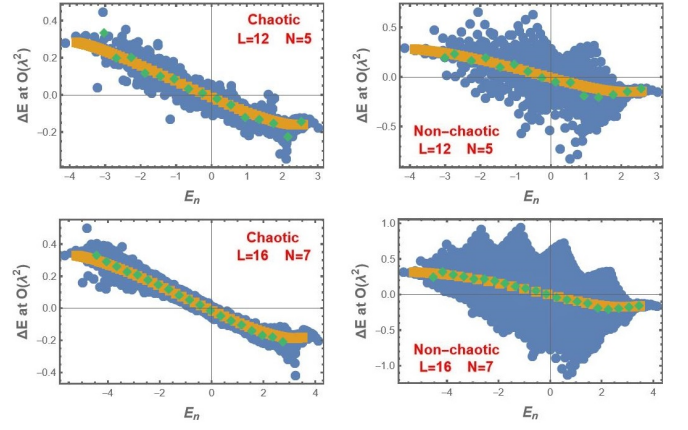 Chaotic
L=12 N=5
ΔE at O(λ²)
0.4
0.2
0.0
-0.2
-4 -3 -2 -1 0 1 2 3
Eₙ
ΔE at O(λ²)
0.5
0.0
-0.5
Non-chaotic
L=12 N=5
-4 -2 0 2 4
Eₙ
Chaotic
L=16 N=7
ΔE at O(λ²)
0.4
0.2
0.0
-0.2
-0.4
-4 -2 0 2 4
Eₙ
ΔE at O(λ²)
1.0
0.5
0.0
-0.5
-1.0
Non-chaotic
L=16 N=7
-4 -2 0 2 4
Eₙ